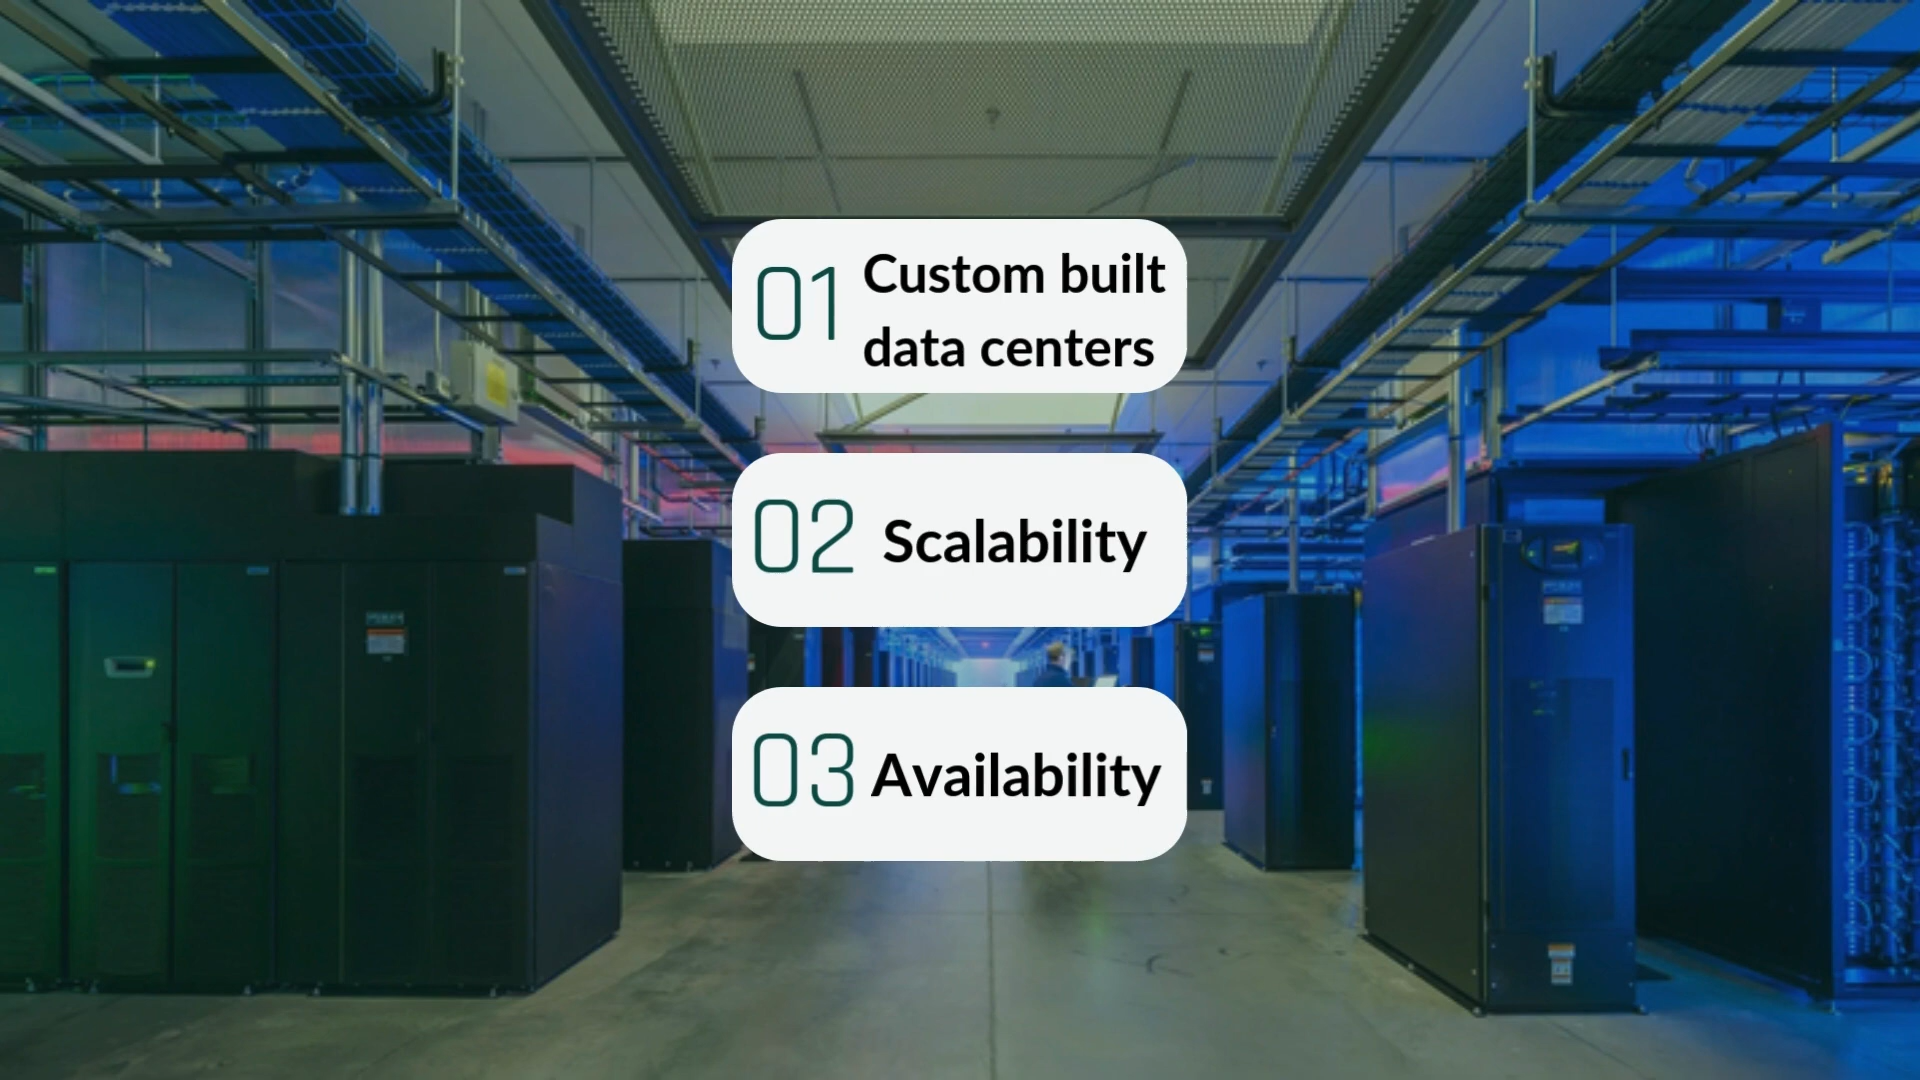 01 Custom built
data centers
02 Scalability
03 Availability